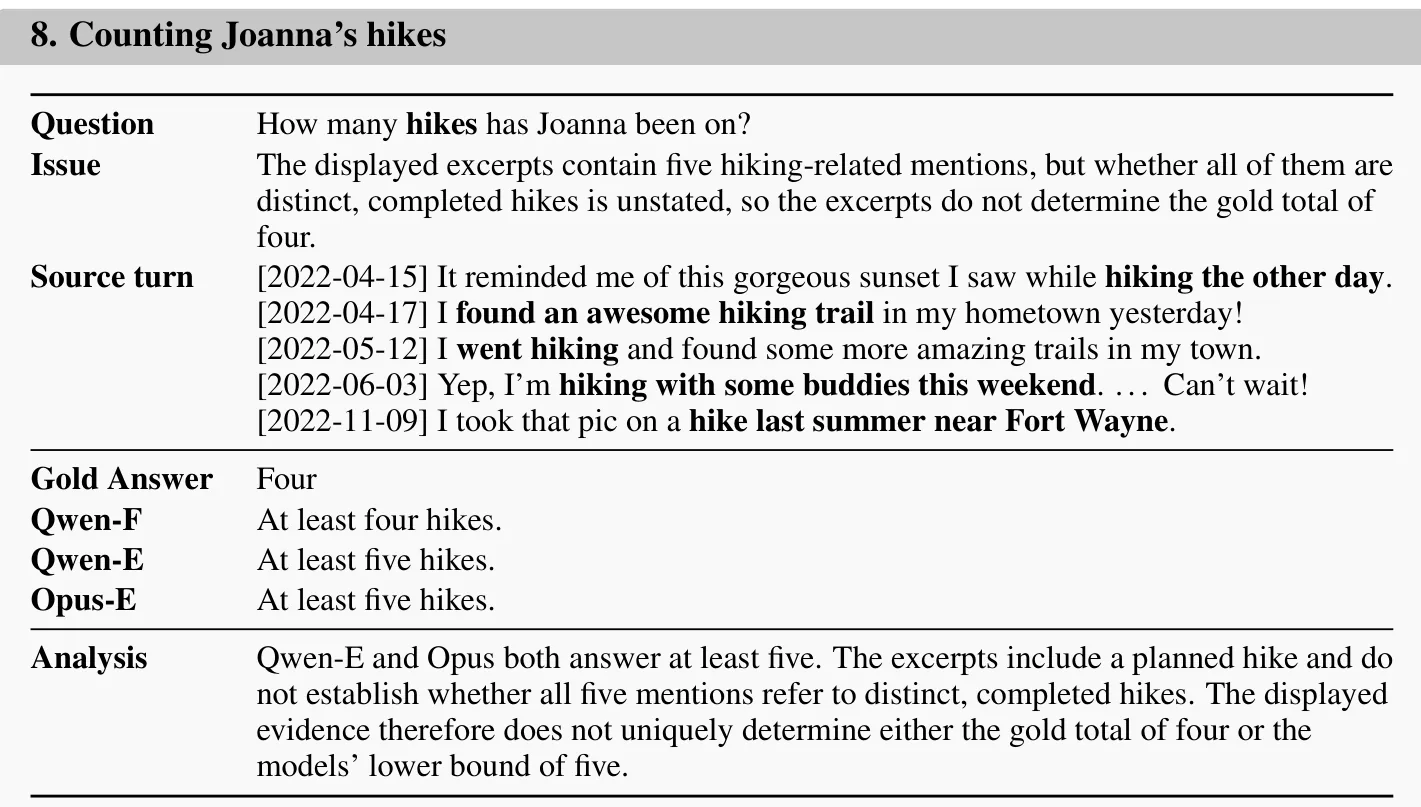 8. Counting Joanna’s hikes
Question How many hikes has Joanna been on?
Issue The displayed excerpts contain five hiking-related mentions, but whether all of them are
distinct, completed hikes is unstated, so the excerpts do not determine the gold total of
four.
Source turn [2022-04-15] It reminded me of this gorgeous sunset I saw while hiking the other day.
[2022-04-17] I found an awesome hiking trail in my hometown yesterday!
[2022-05-12] I went hiking and found some more amazing trails in my town.
[2022-06-03] Yep, I’m hiking with some buddies this weekend. ... Can’t wait!
[2022-11-09] I took that pic on a hike last summer near Fort Wayne.
Gold Answer Four
Qwen-F At least four hikes.
Qwen-E At least five hikes.
Opus-E At least five hikes.
Analysis Qwen-E and Opus both answer at least five. The excerpts include a planned hike and do
not establish whether all five mentions refer to distinct, completed hikes. The displayed
evidence therefore does not uniquely determine either the gold total of four or the
models’ lower bound of five.